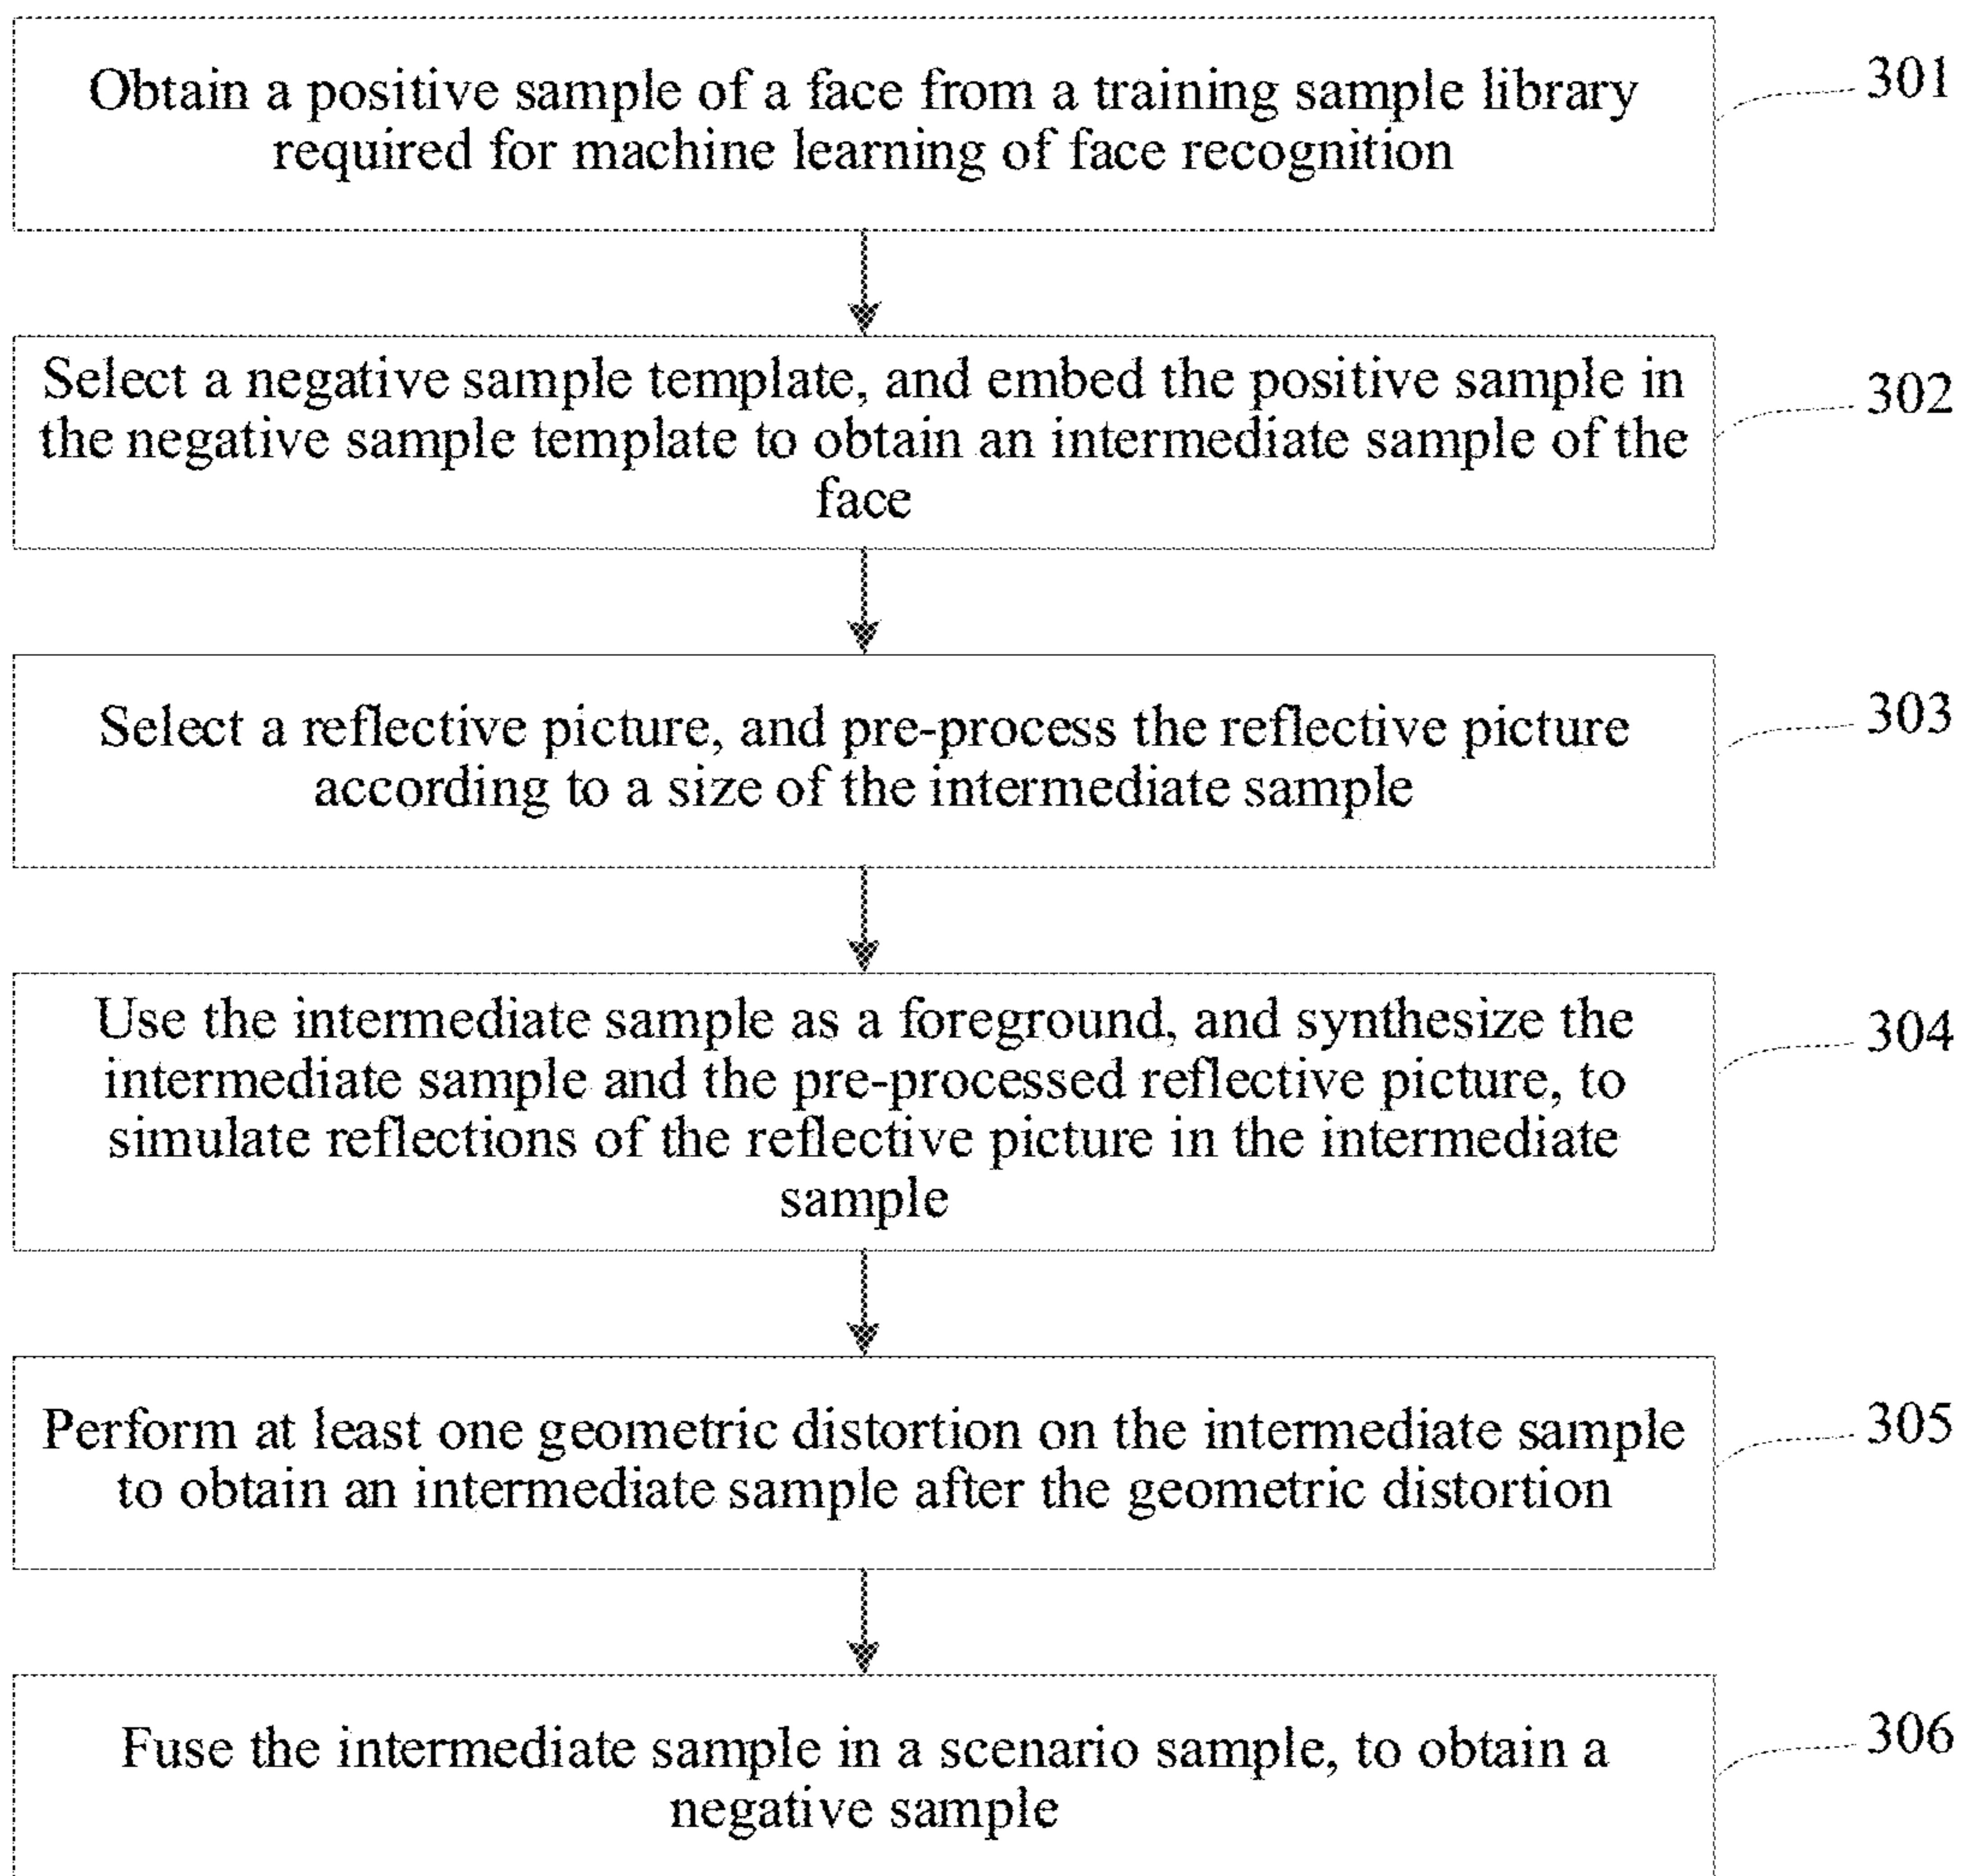 Obtain a positive sample of a face from a training sample library
required for machine learning of face recognition
301
Select a negative sample template, and embed the positive sample in
the negative sample template to obtain an intermediate sample of the
face
302
Select a reflective picture, and pre-process the reflective picture
according to a size of the intermediate sample
303
Use the intermediate sample as a foreground, and synthesize the
intermediate sample and the pre-processed reflective picture, to
simulate reflections of the reflective picture in the intermediate
sample
304
Perform at least one geometric distortion on the intermediate sample
to obtain an intermediate sample after the geometric distortion
305
Fuse the intermediate sample in a scenario sample, to obtain a
negative sample
306